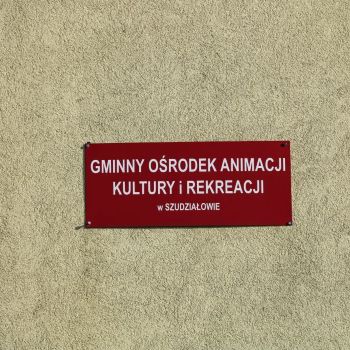 GMINNY OŚRODEK ANIMACJI
KULTURY i REKREACJI
w SZUDZIAŁOWIE